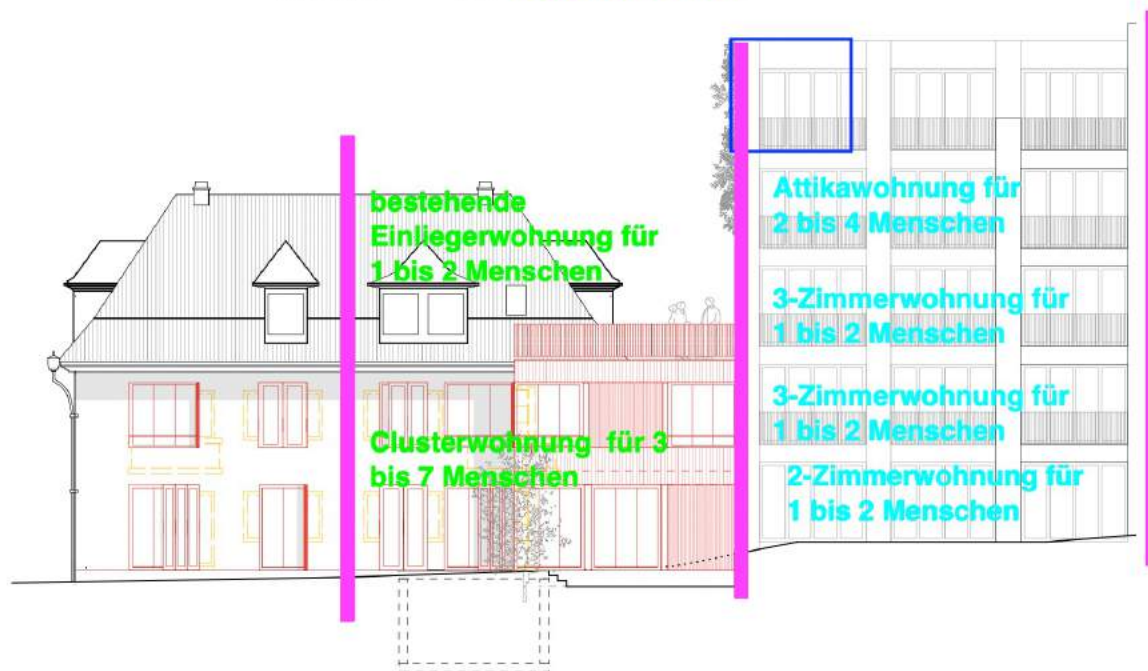 bestehende
Einliegerwohnung für
1 bis 2 Menschen
Clusterwohnung für 3
bis 7 Menschen
Attikawohnung für
2 bis 4 Menschen
3-Zimmerwohnung für
1 bis 2 Menschen
3-Zimmerwohnung für
1 bis 2 Menschen
2-Zimmerwohnung für
1 bis 2 Menschen